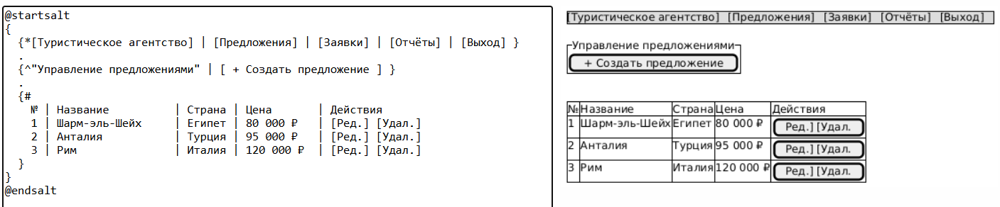 @startsalt
{
{*[Туристическое агентство] | [Предложения] | [Заявки] | [Отчёты] | [Выход] }
.
{^"Управление предложениями" | [ + Создать предложение ] }
.
{#
№ | Название | Страна | Цена | Действия
1 | Шарм-эль-Шейх | Египет | 80 000 ₽ | [Ред.] [Удал.]
2 | Анталия | Турция | 95 000 ₽ | [Ред.] [Удал.]
3 | Рим | Италия | 120 000 ₽ | [Ред.] [Удал.]
}
}
@endsalt
[Туристическое агентство] [Предложения] [Заявки] [Отчёты] [Выход]
Управление предложениями
+ Создать предложение
№ Название Страна Цена Действия
1 Шарм-эль-Шейх Египет 80 000 ₽ Ред.] [Удал.
2 Анталия Турция 95 000 ₽ Ред.] [Удал.
3 Рим Италия 120 000 ₽ Ред.] [Удал.